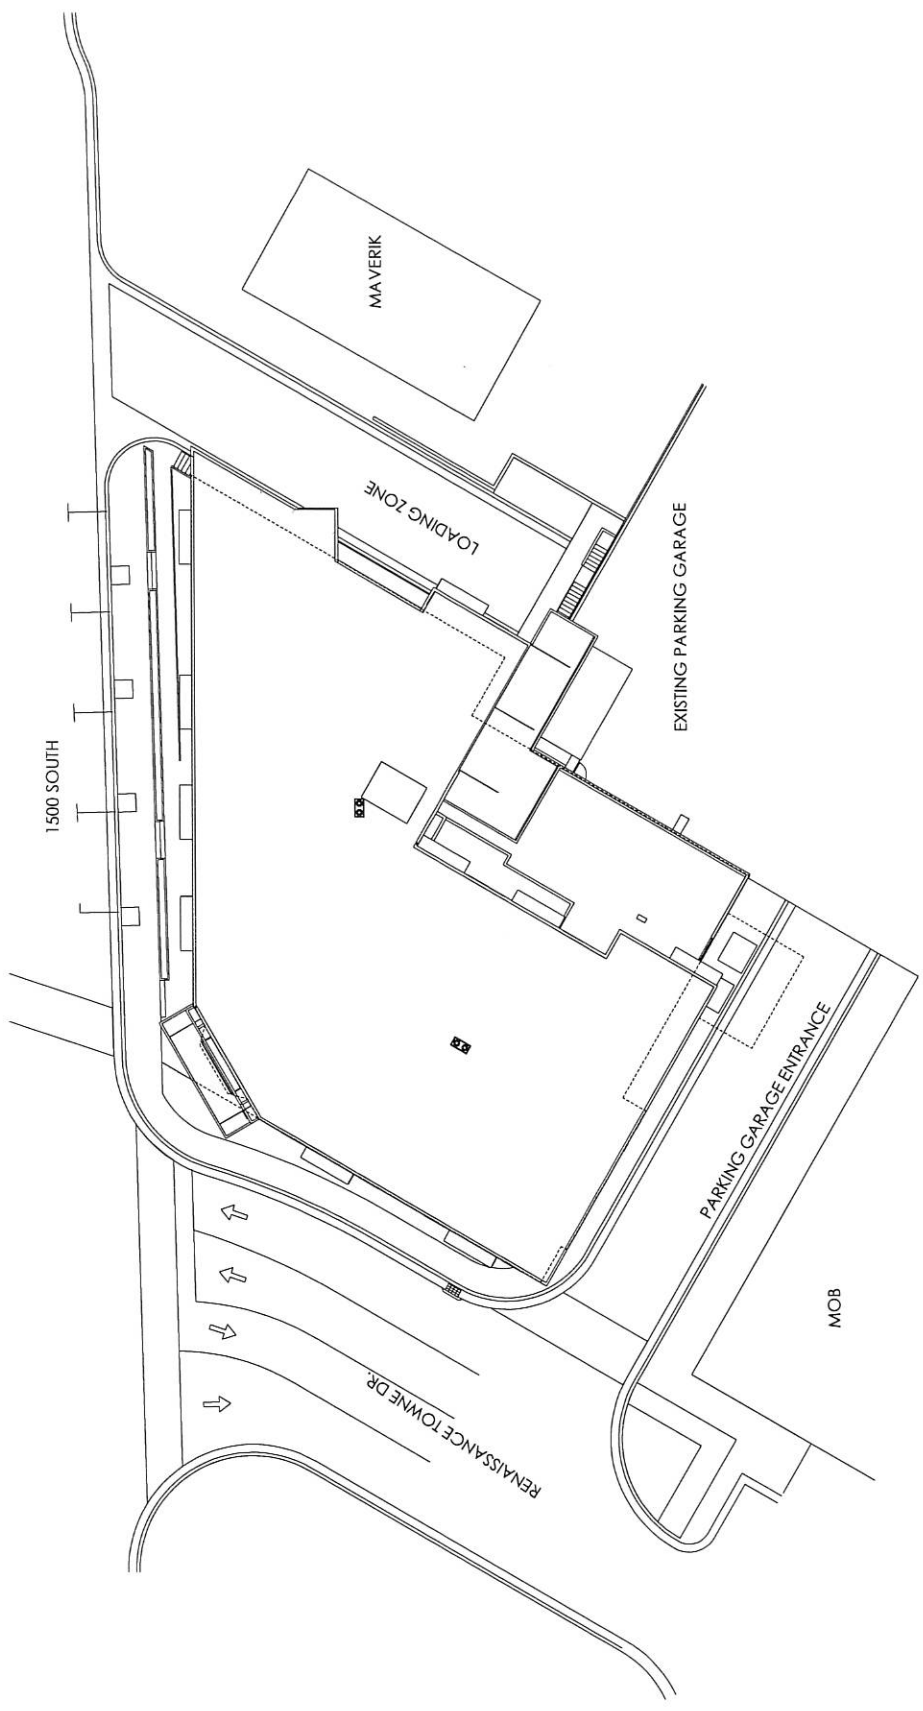 1500 SOUTH
MAVERIK
LOADING ZONE
EXISTING PARKING GARAGE
PARKING GARAGE ENTRANCE
RENAISSANCE TOWNE DR.
MOB